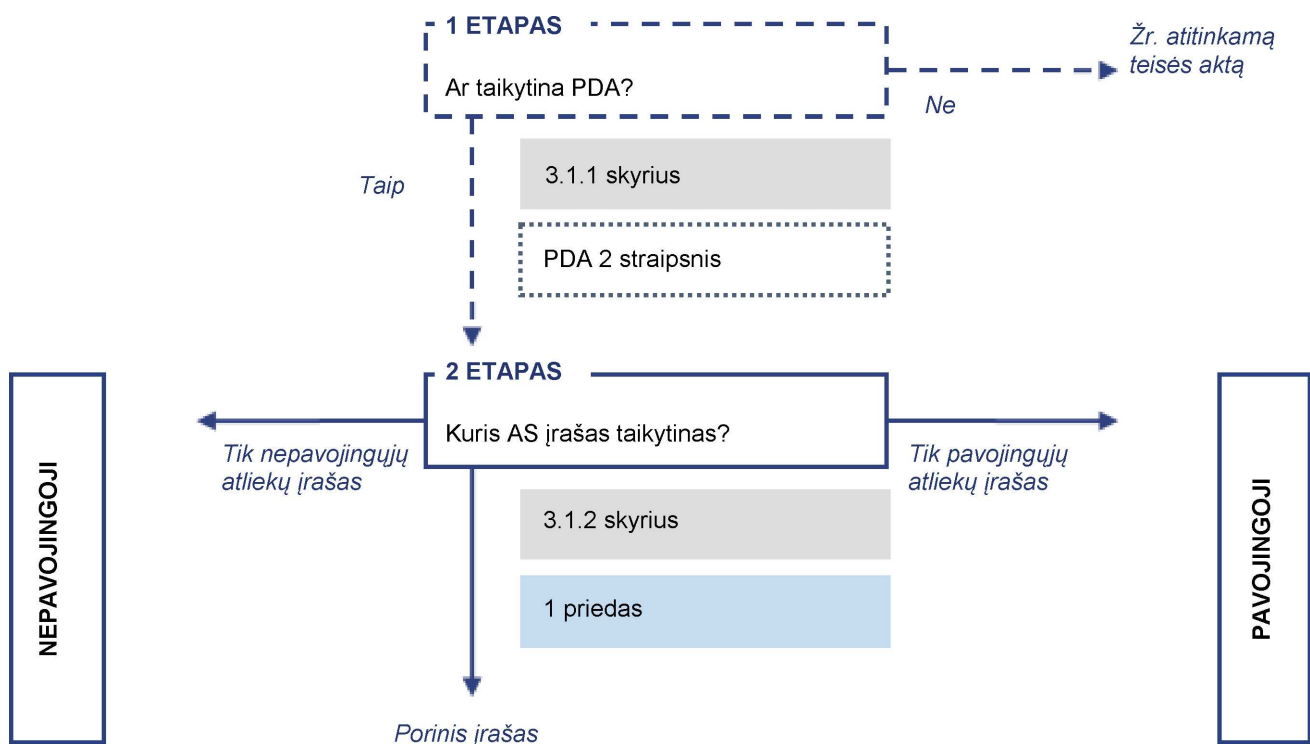 1 ETAPAS
Ar taikytina PDA?
Žr. atitinkamą
teisės aktą
Ne
Taip
3.1.1 skyrius
PDA 2 straipsnis
2 ETAPAS
Kuris AS įrašas taikytinas?
Tik nepavojingųjų
atliekų įrašas
Tik pavojingųjų
atliekų įrašas
NEPAVOJINGOJI
PAVOJINGOJI
3.1.2 skyrius
1 priedas
Porinis įrašas